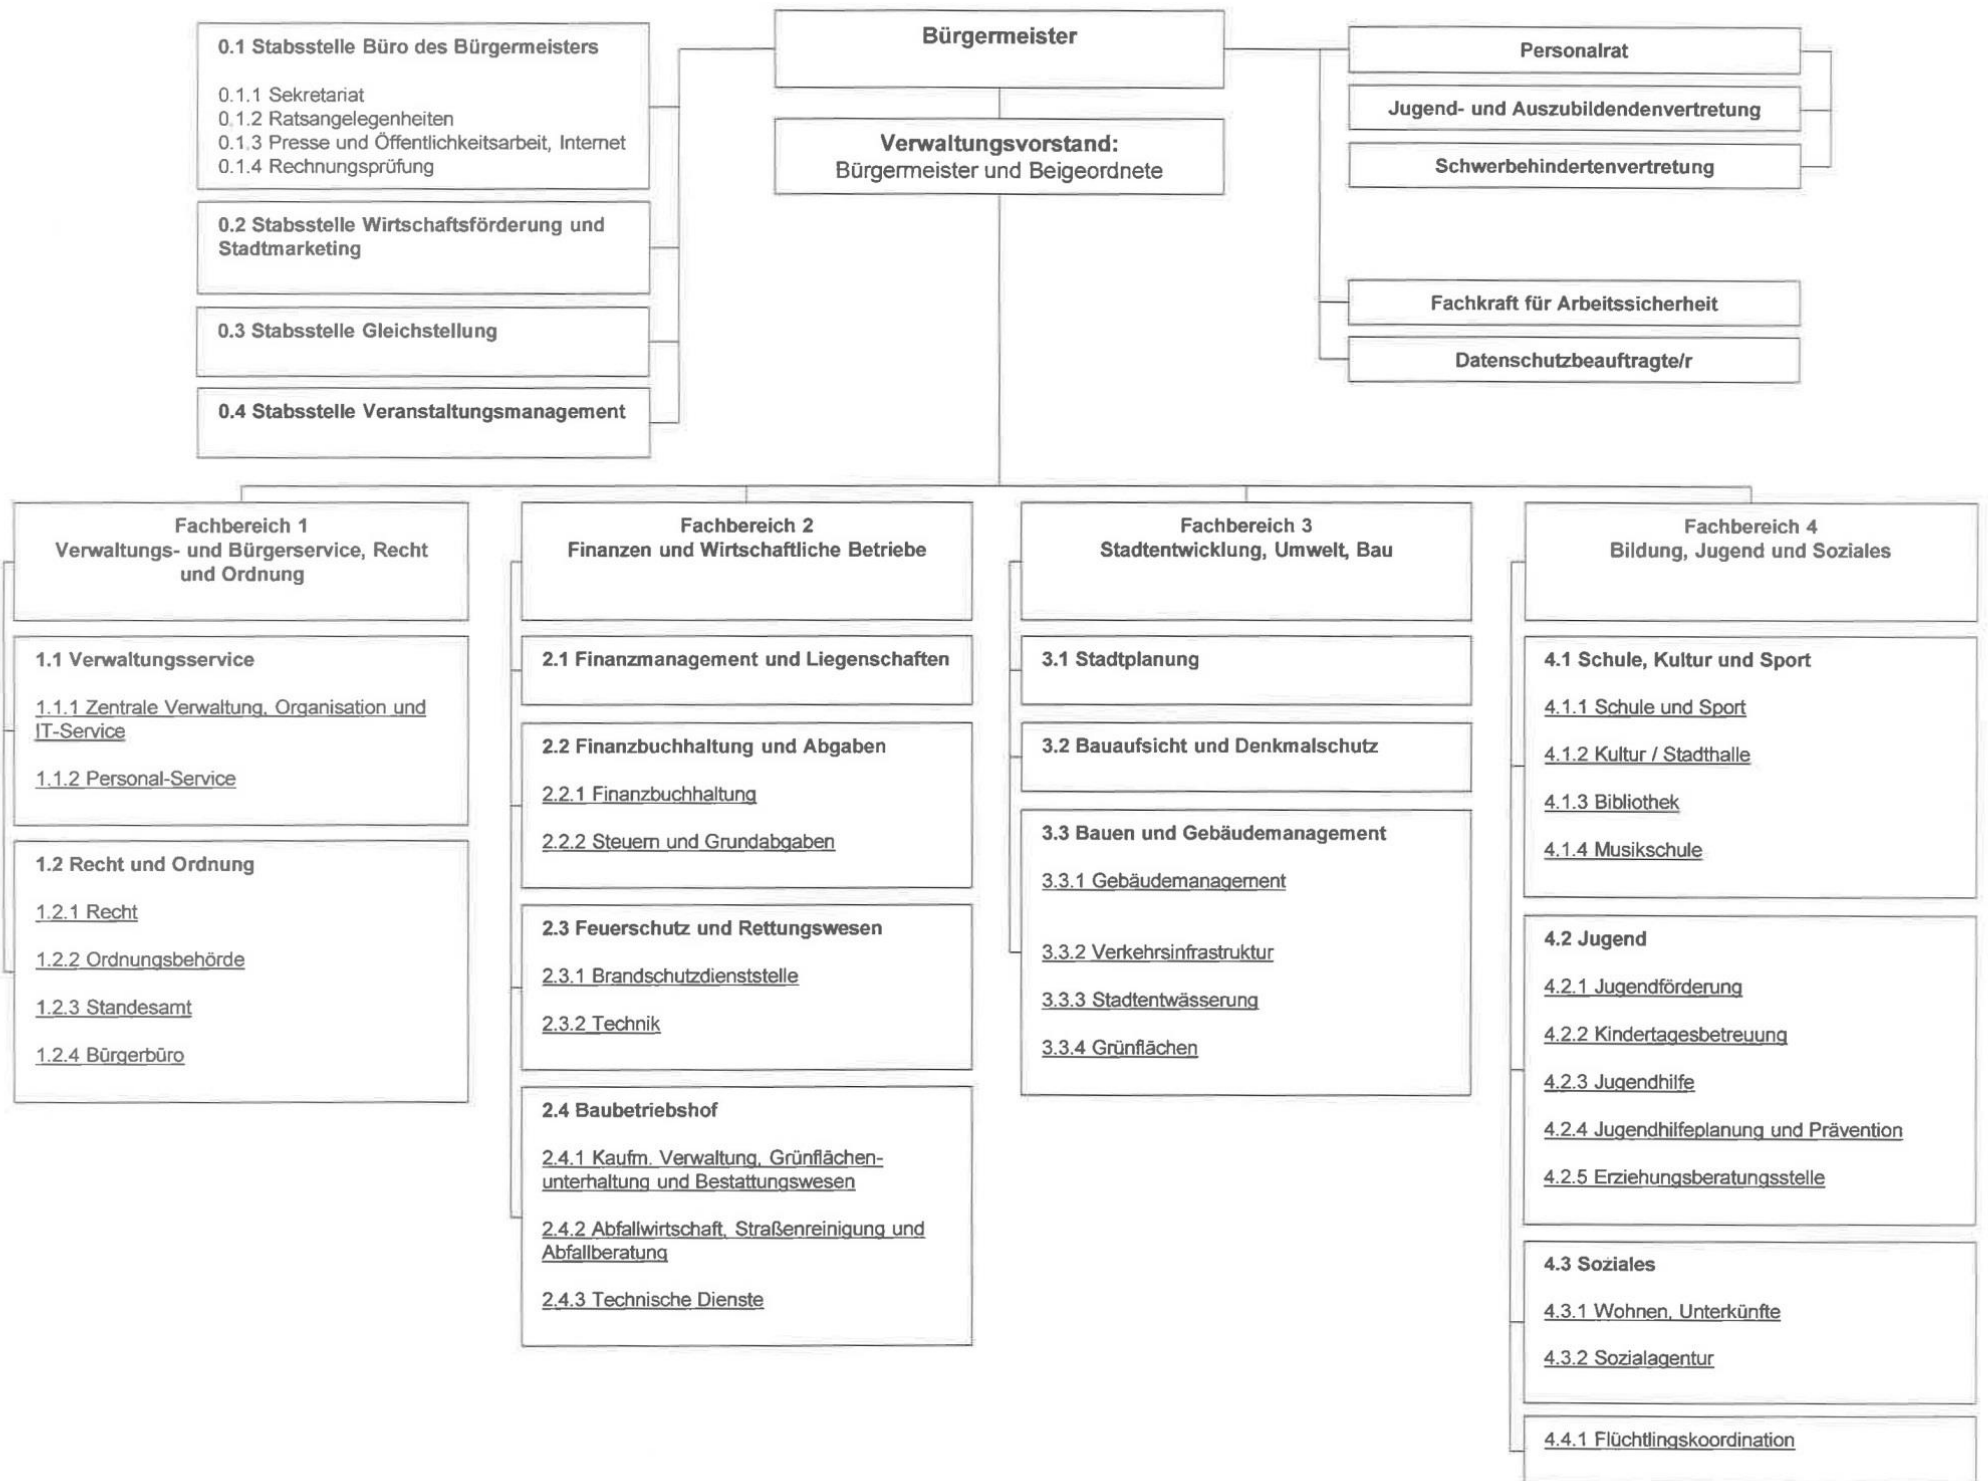 0.1 Stabsstelle Büro des Bürgermeisters
0.1.1 Sekretariat
0.1.2 Ratsangelegenheiten
0.1.3 Presse und Öffentlichkeitsarbeit, Internet
0.1.4 Rechnungsprüfung
0.2 Stabsstelle Wirtschaftsförderung und
Stadtmarketing
0.3 Stabsstelle Gleichstellung
0.4 Stabsstelle Veranstaltungsmanagement
Bürgermeister
Verwaltungsvorstand:
Bürgermeister und Beigeordnete
Personalrat
Jugend- und Auszubildendenvertretung
Schwerbehindertenvertretung
Fachkraft für Arbeitssicherheit
Datenschutzbeauftragte/r
Fachbereich 1
Verwaltungs- und Bürgerservice, Recht
und Ordnung
1.1 Verwaltungsservice
1.1.1 Zentrale Verwaltung, Organisation und
IT-Service
1.1.2 Personal-Service
1.2 Recht und Ordnung
1.2.1 Recht
1.2.2 Ordnungsbehörde
1.2.3 Standesamt
1.2.4 Bürgerbüro
Fachbereich 2
Finanzen und Wirtschaftliche Betriebe
2.1 Finanzmanagement und Liegenschaften
2.2 Finanzbuchhaltung und Abgaben
2.2.1 Finanzbuchhaltung
2.2.2 Steuern und Grundabgaben
2.3 Feuerschutz und Rettungswesen
2.3.1 Brandschutzdienststelle
2.3.2 Technik
2.4 Baubetriebshof
2.4.1 Kaufm. Verwaltung, Grünflächen-
unterhaltung und Bestattungswesen
2.4.2 Abfallwirtschaft, Straßenreinigung und
Abfallberatung
2.4.3 Technische Dienste
Fachbereich 3
Stadtentwicklung, Umwelt, Bau
3.1 Stadtplanung
3.2 Bauaufsicht und Denkmalschutz
3.3 Bauen und Gebäudemanagement
3.3.1 Gebäudemanagement
3.3.2 Verkehrsinfrastruktur
3.3.3 Stadtentwässerung
3.3.4 Grünflächen
Fachbereich 4
Bildung, Jugend und Soziales
4.1 Schule, Kultur und Sport
4.1.1 Schule und Sport
4.1.2 Kultur / Stadthalle
4.1.3 Bibliothek
4.1.4 Musikschule
4.2 Jugend
4.2.1 Jugendförderung
4.2.2 Kindertagesbetreuung
4.2.3 Jugendhilfe
4.2.4 Jugendhilfeplanung und Prävention
4.2.5 Erziehungsberatungsstelle
4.3 Soziales
4.3.1 Wohnen, Unterkünfte
4.3.2 Sozialagentur
4.4.1 Flüchtlingskoordination